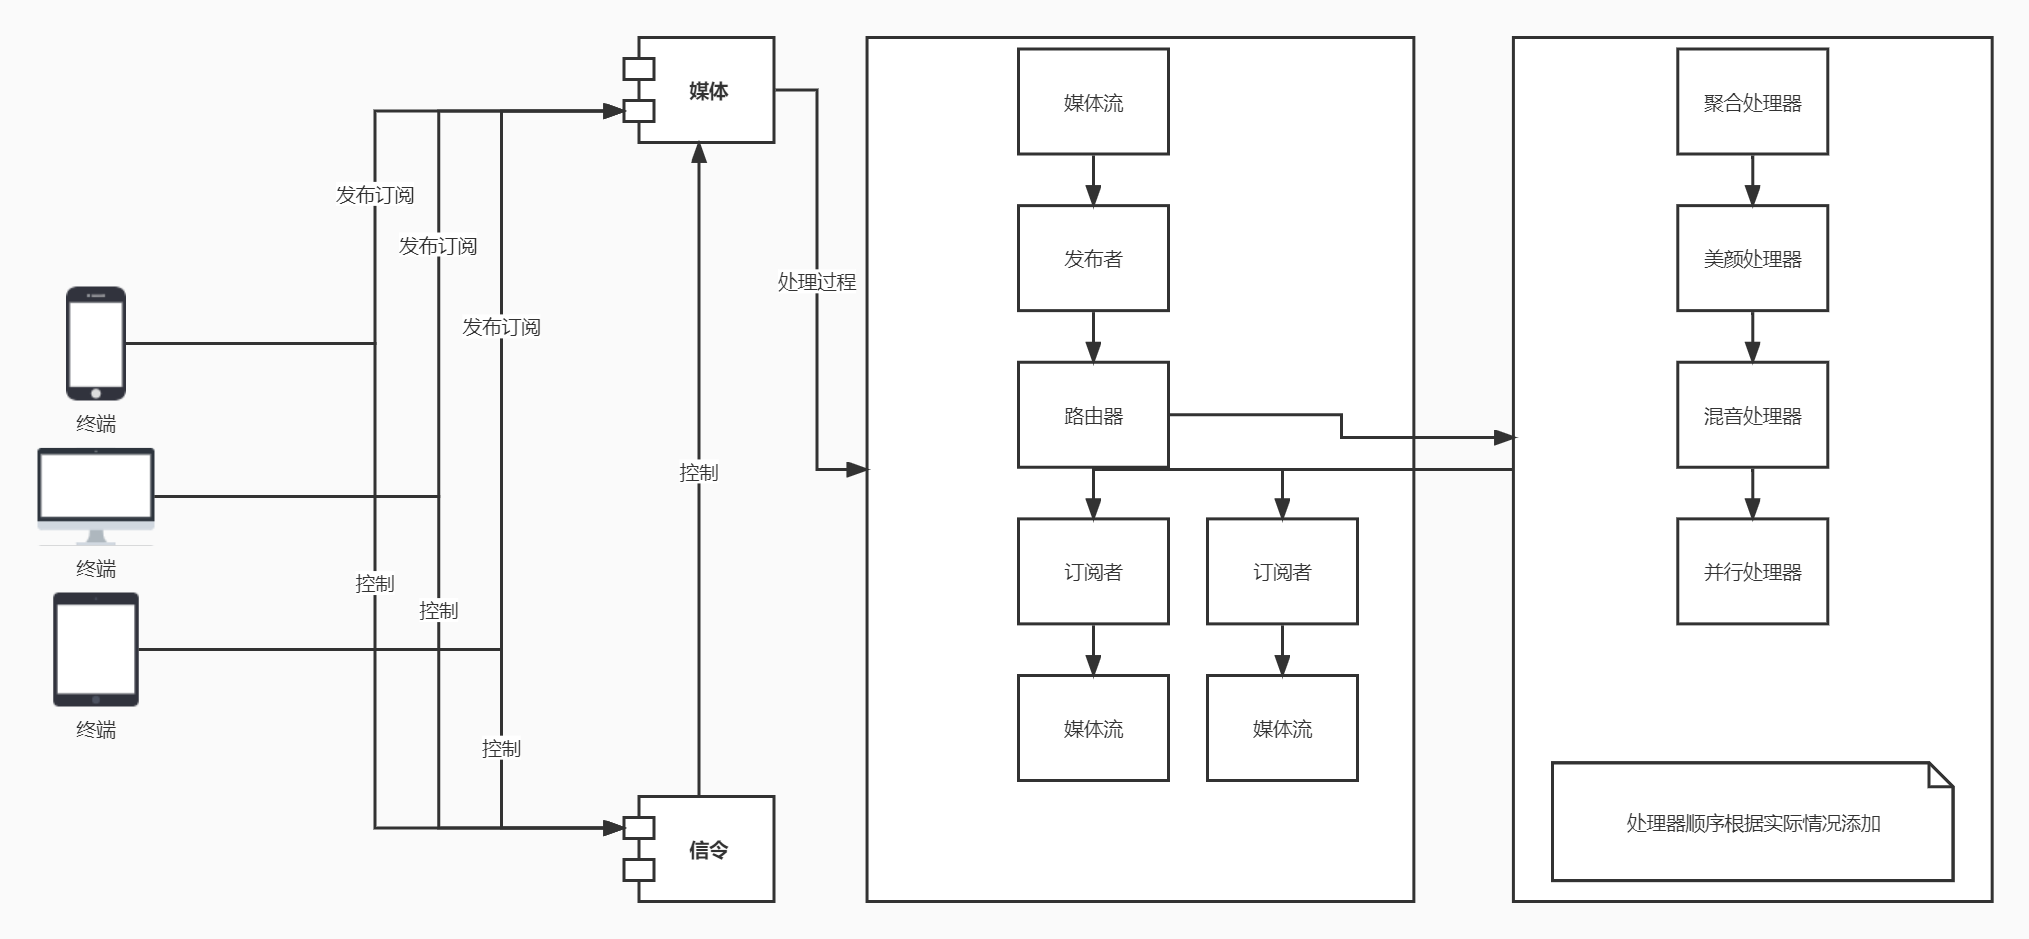 终端
终端
终端
发布订阅
发布订阅
发布订阅
控制
控制
控制
媒体
控制
信令
处理过程
媒体流
发布者
路由器
订阅者
订阅者
媒体流
媒体流
聚合处理器
美颜处理器
混音处理器
并行处理器
处理器顺序根据实际情况添加